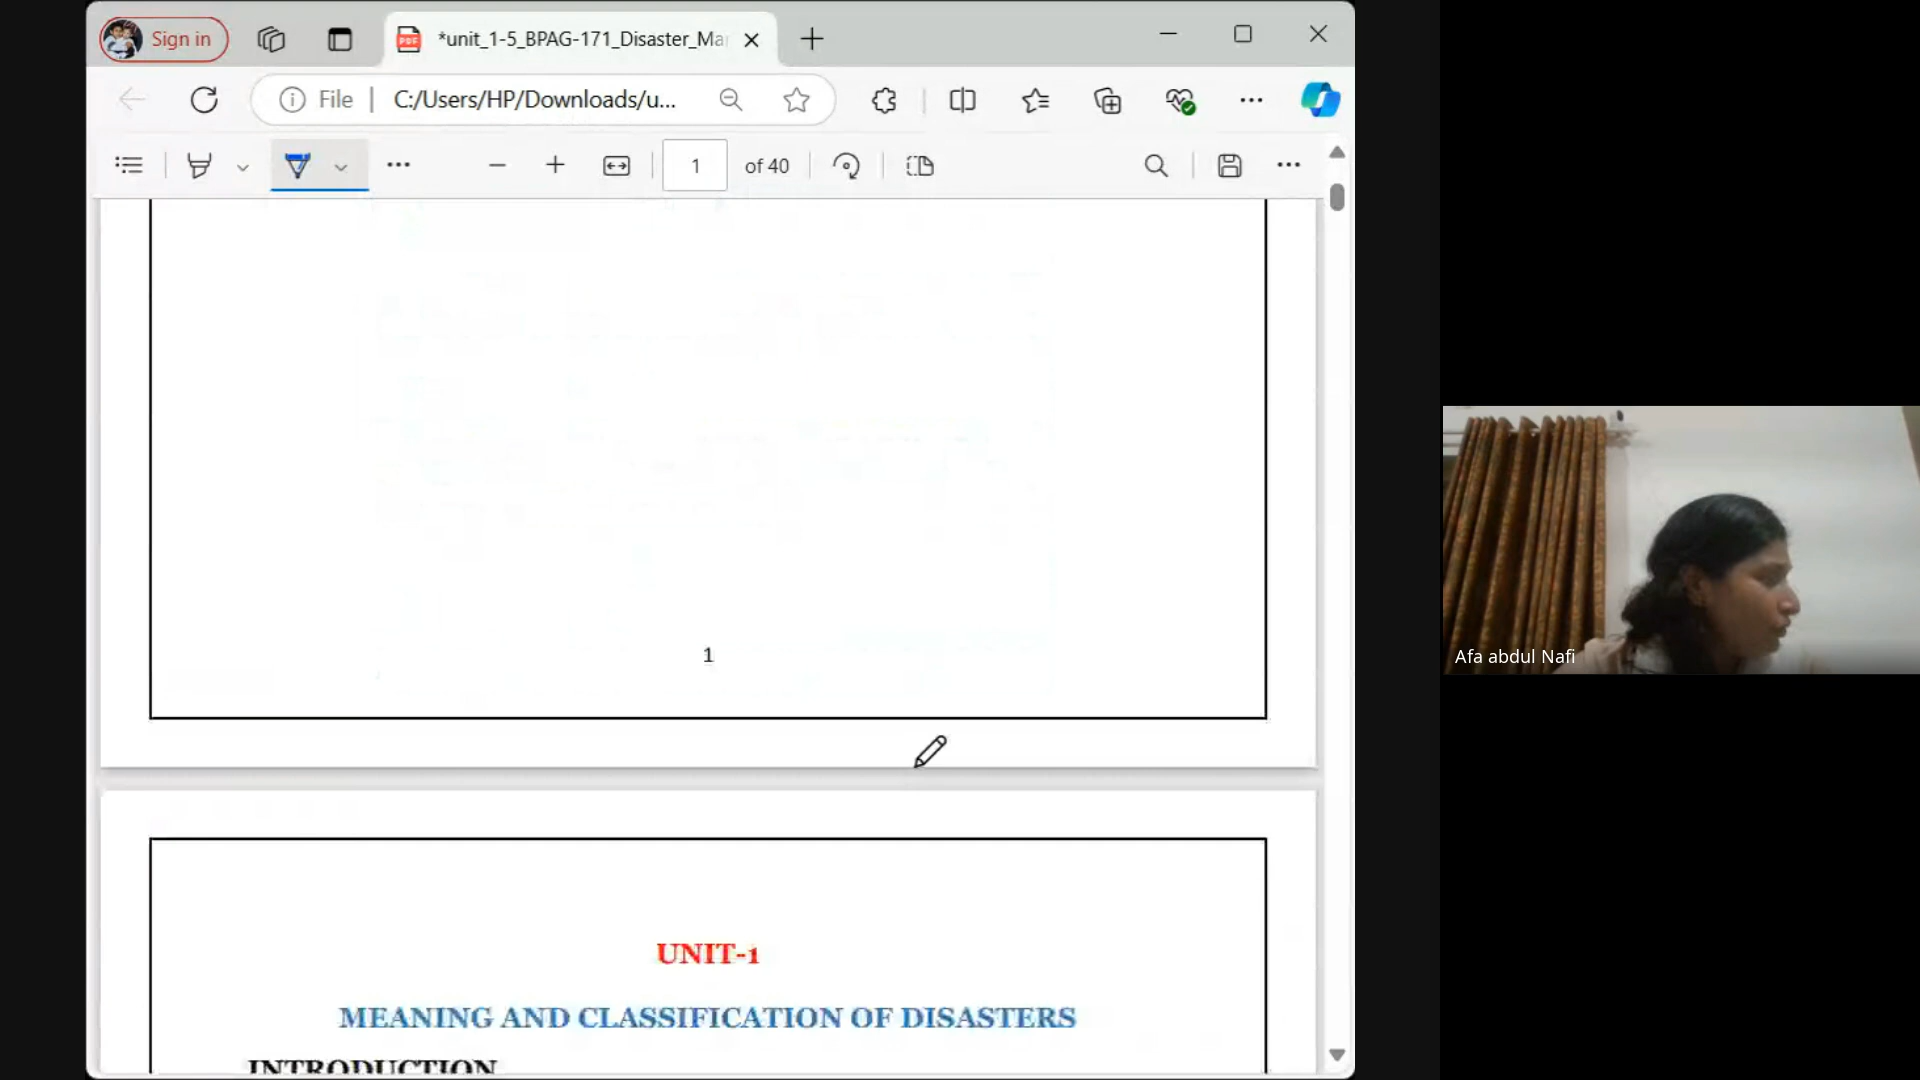 Sign in
*unit_1-5_BPAG-171_Disaster_Ma
File
C:/Users/HP/Downloads/u...
1
of 40
1
UNIT-1
MEANING AND CLASSIFICATION OF DISASTERS
INTRODUCTION
Afa abdul Nafi